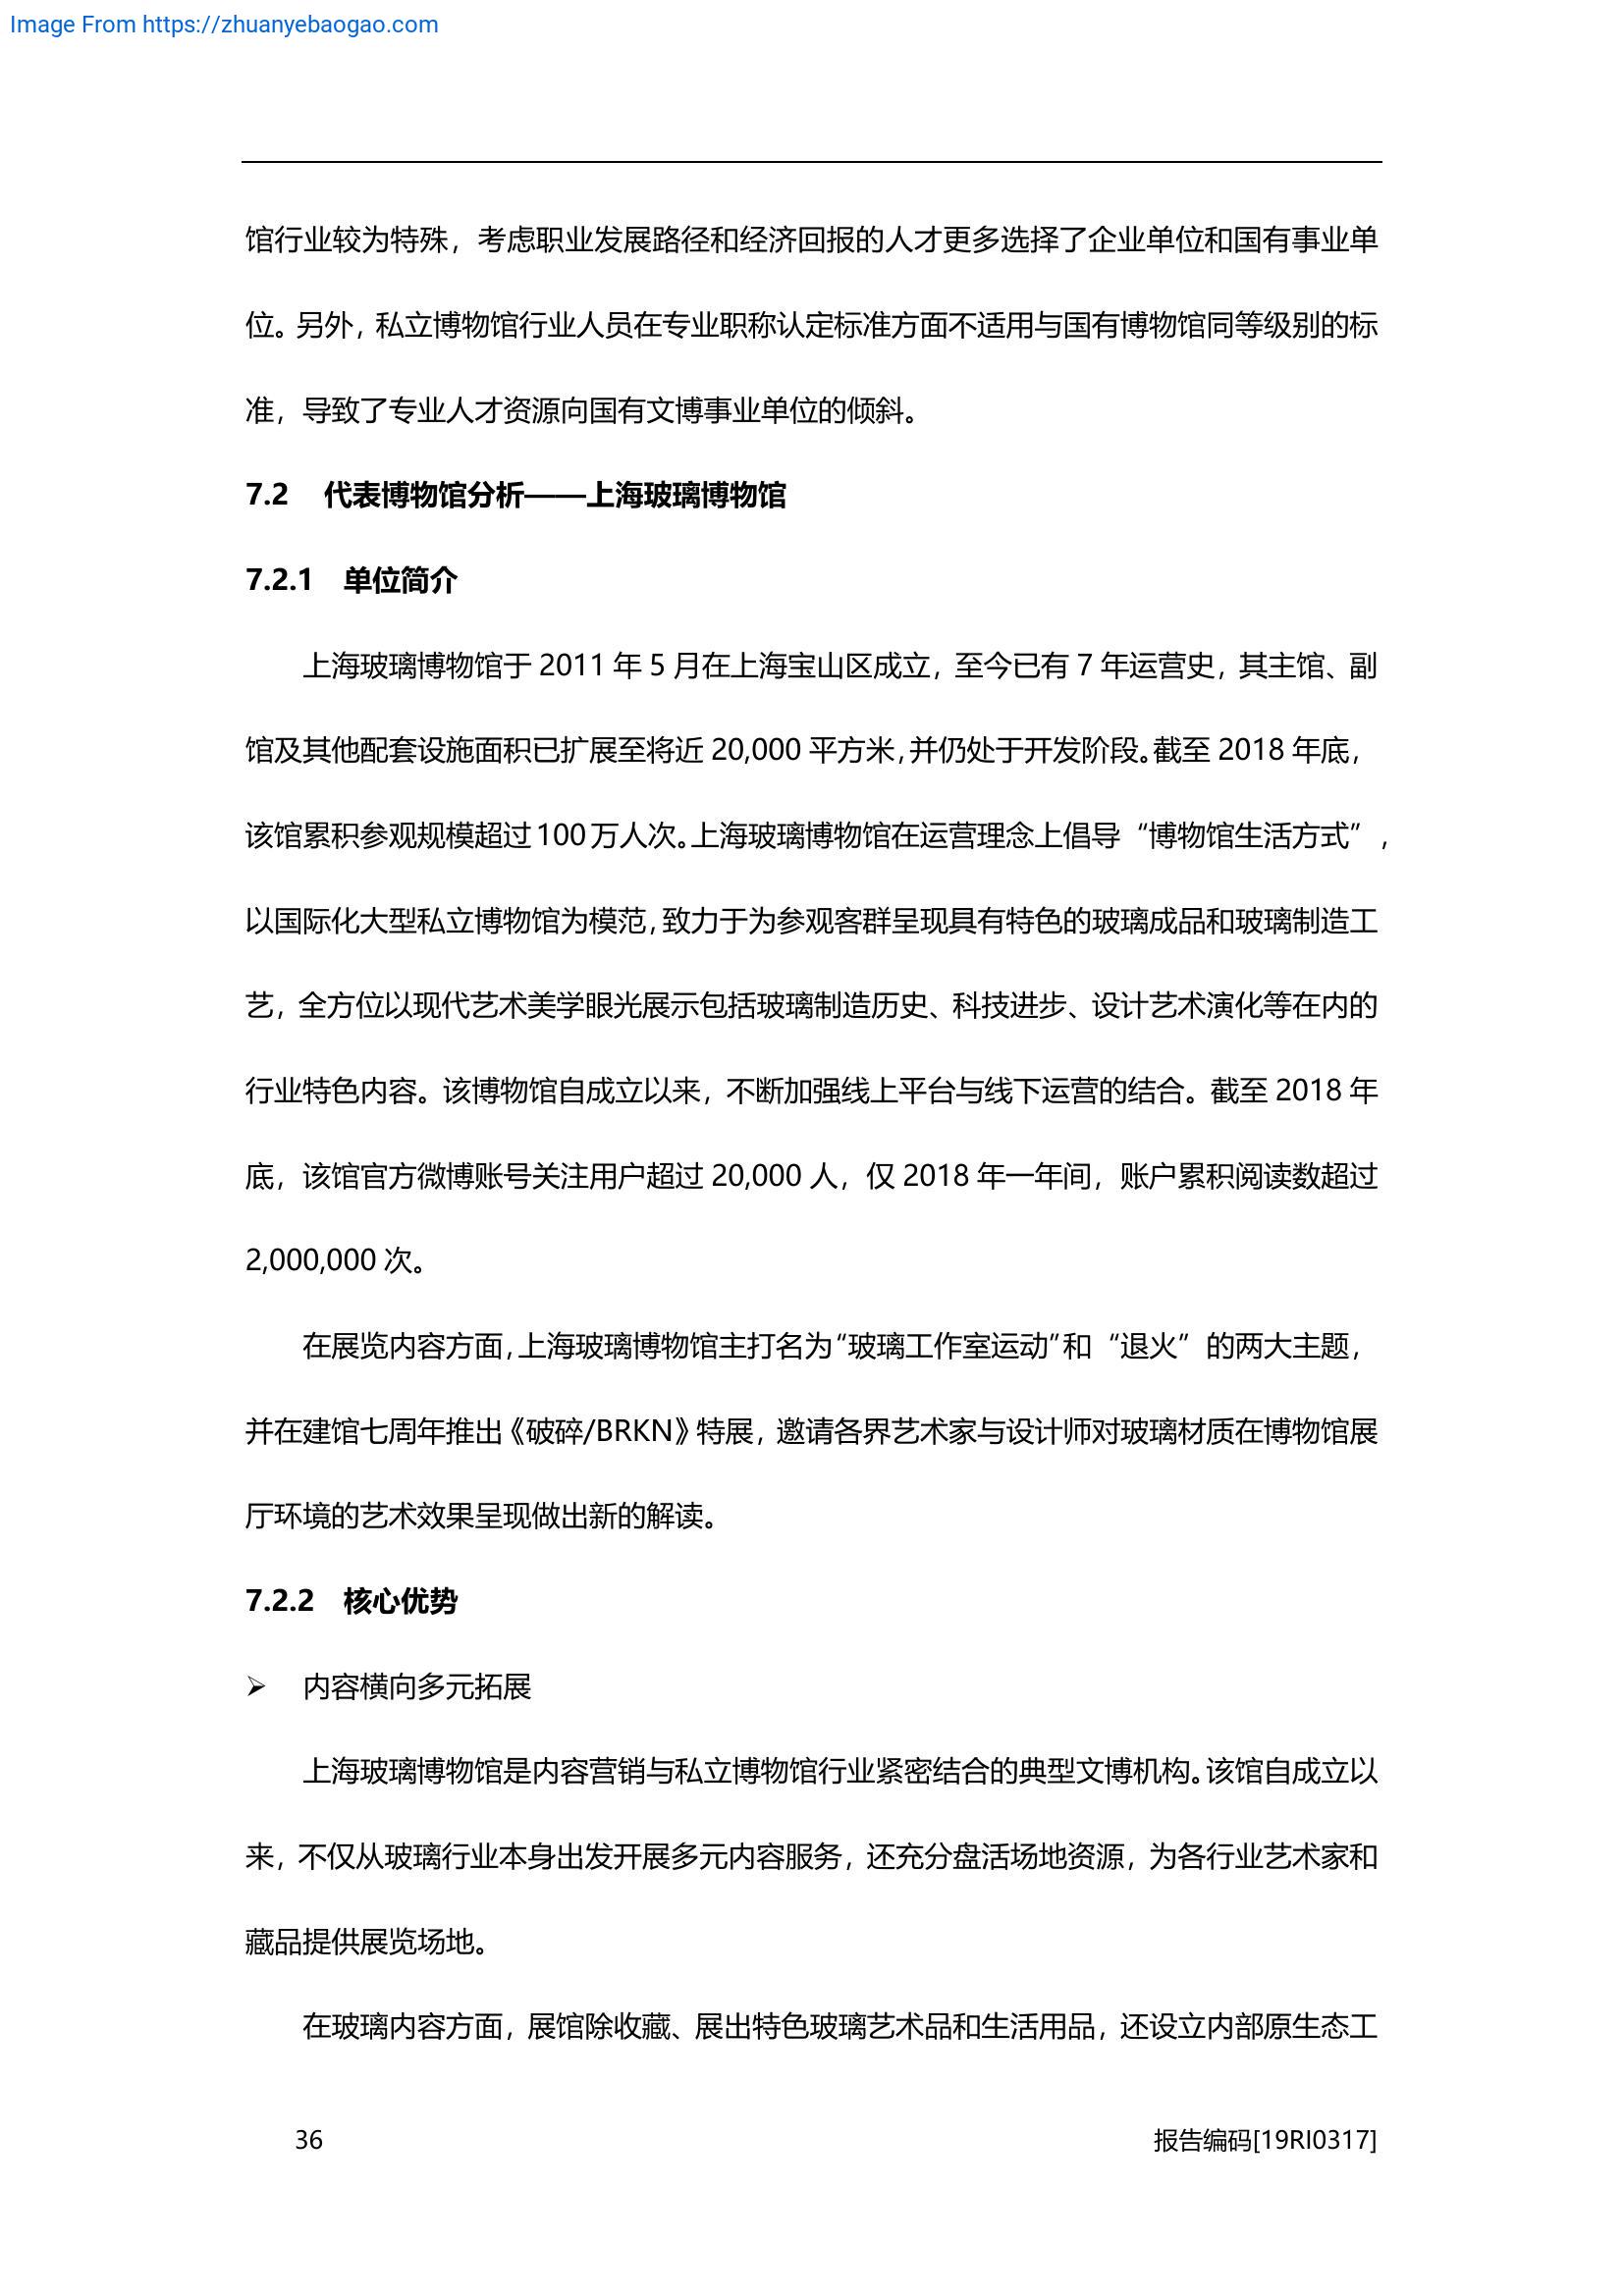 Image From https://zhuanyebaogao.com
馆行业较为特殊，考虑职业发展路径和经济回报的人才更多选择了企业单位和国有事业单
位。另外，私立博物馆行业人员在专业职称认定标准方面不适用与国有博物馆同等级别的标
准，导致了专业人才资源向国有文博事业单位的倾斜。
7.2 代表博物馆分析——上海玻璃博物馆
7.2.1 单位简介
上海玻璃博物馆于 2011 年 5 月在上海宝山区成立，至今已有 7 年运营史，其主馆、副
馆及其他配套设施面积已扩展至将近 20,000 平方米，并仍处于开发阶段。截至 2018 年底，
该馆累积参观规模超过 100 万人次。上海玻璃博物馆在运营理念上倡导“博物馆生活方式”，
以国际化大型私立博物馆为模范，致力于为参观客群呈现具有特色的玻璃成品和玻璃制造工
艺，全方位以现代艺术美学眼光展示包括玻璃制造历史、科技进步、设计艺术演化等在内的
行业特色内容。该博物馆自成立以来，不断加强线上平台与线下运营的结合。截至 2018 年
底，该馆官方微博账号关注用户超过 20,000 人，仅 2018 年一年间，账户累积阅读数超过
2,000,000 次。
在展览内容方面，上海玻璃博物馆主打名为“玻璃工作室运动”和“退火”的两大主题，
并在建馆七周年推出《破碎/BRKN》特展，邀请各界艺术家与设计师对玻璃材质在博物馆展
厅环境的艺术效果呈现做出新的解读。
7.2.2 核心优势
➢ 内容横向多元拓展
上海玻璃博物馆是内容营销与私立博物馆行业紧密结合的典型文博机构。该馆自成立以
来，不仅从玻璃行业本身出发开展多元内容服务，还充分盘活场地资源，为各行业艺术家和
藏品提供展览场地。
在玻璃内容方面，展馆除收藏、展出特色玻璃艺术品和生活用品，还设立内部原生态工
36 报告编码[19RI0317]